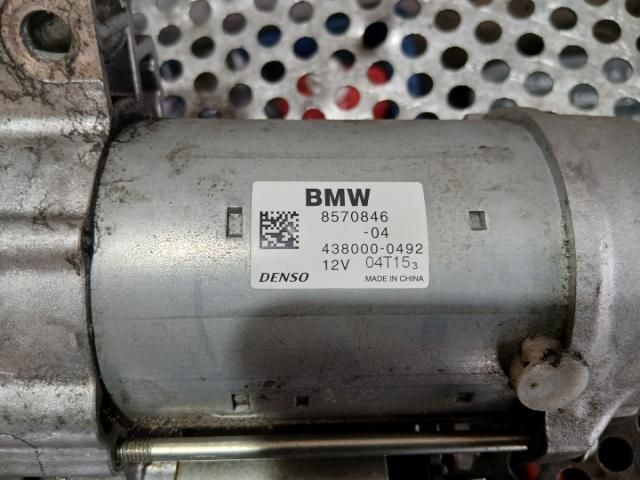 BMW
8570846
-04
438000-0492
12V 04T153
DENSO MADE IN CHINA